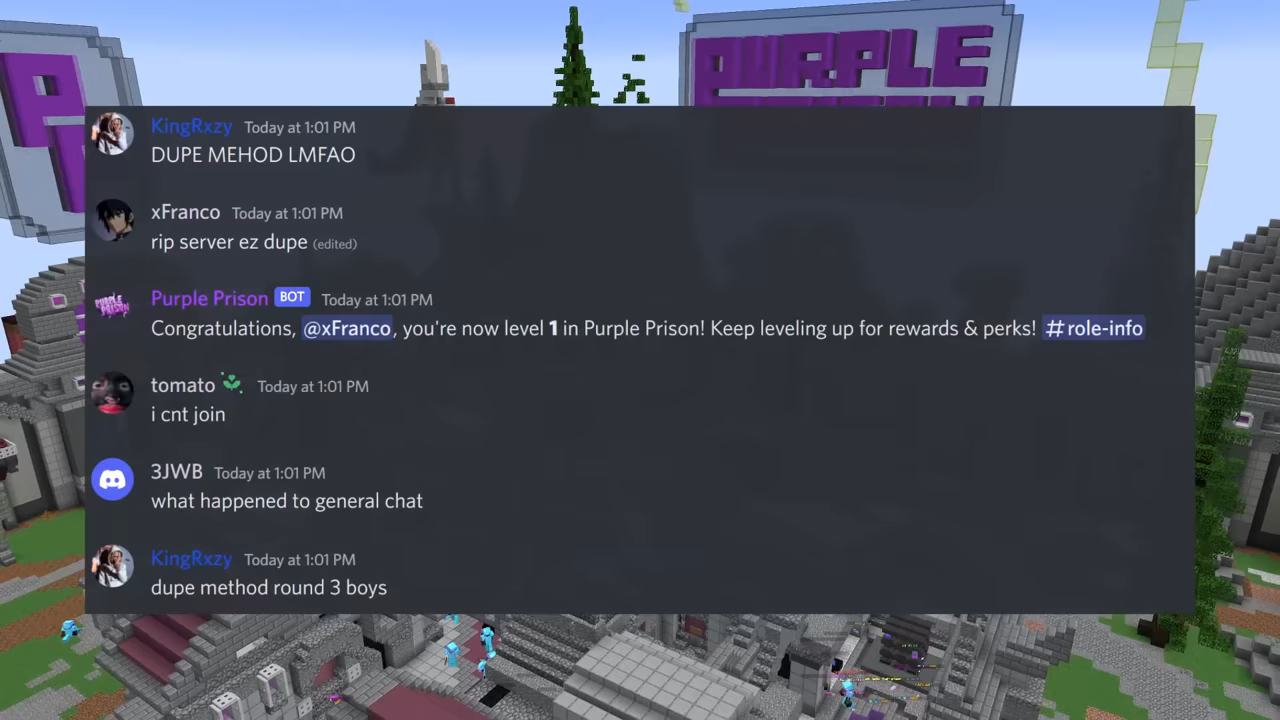 PURPLE
KingRxzy Today at 1:01 PM
DUPE MEHOD LMFAO
xFranco Today at 1:01 PM
rip server ez dupe (edited)
PURPLE
PRISON
Purple Prison BOT Today at 1:01 PM
Congratulations, @xFranco, you're now level 1 in Purple Prison! Keep leveling up for rewards & perks! #role-info
tomato Today at 1:01 PM
i cnt join
3JWB Today at 1:01 PM
what happened to general chat
KingRxzy Today at 1:01 PM
dupe method round 3 boys